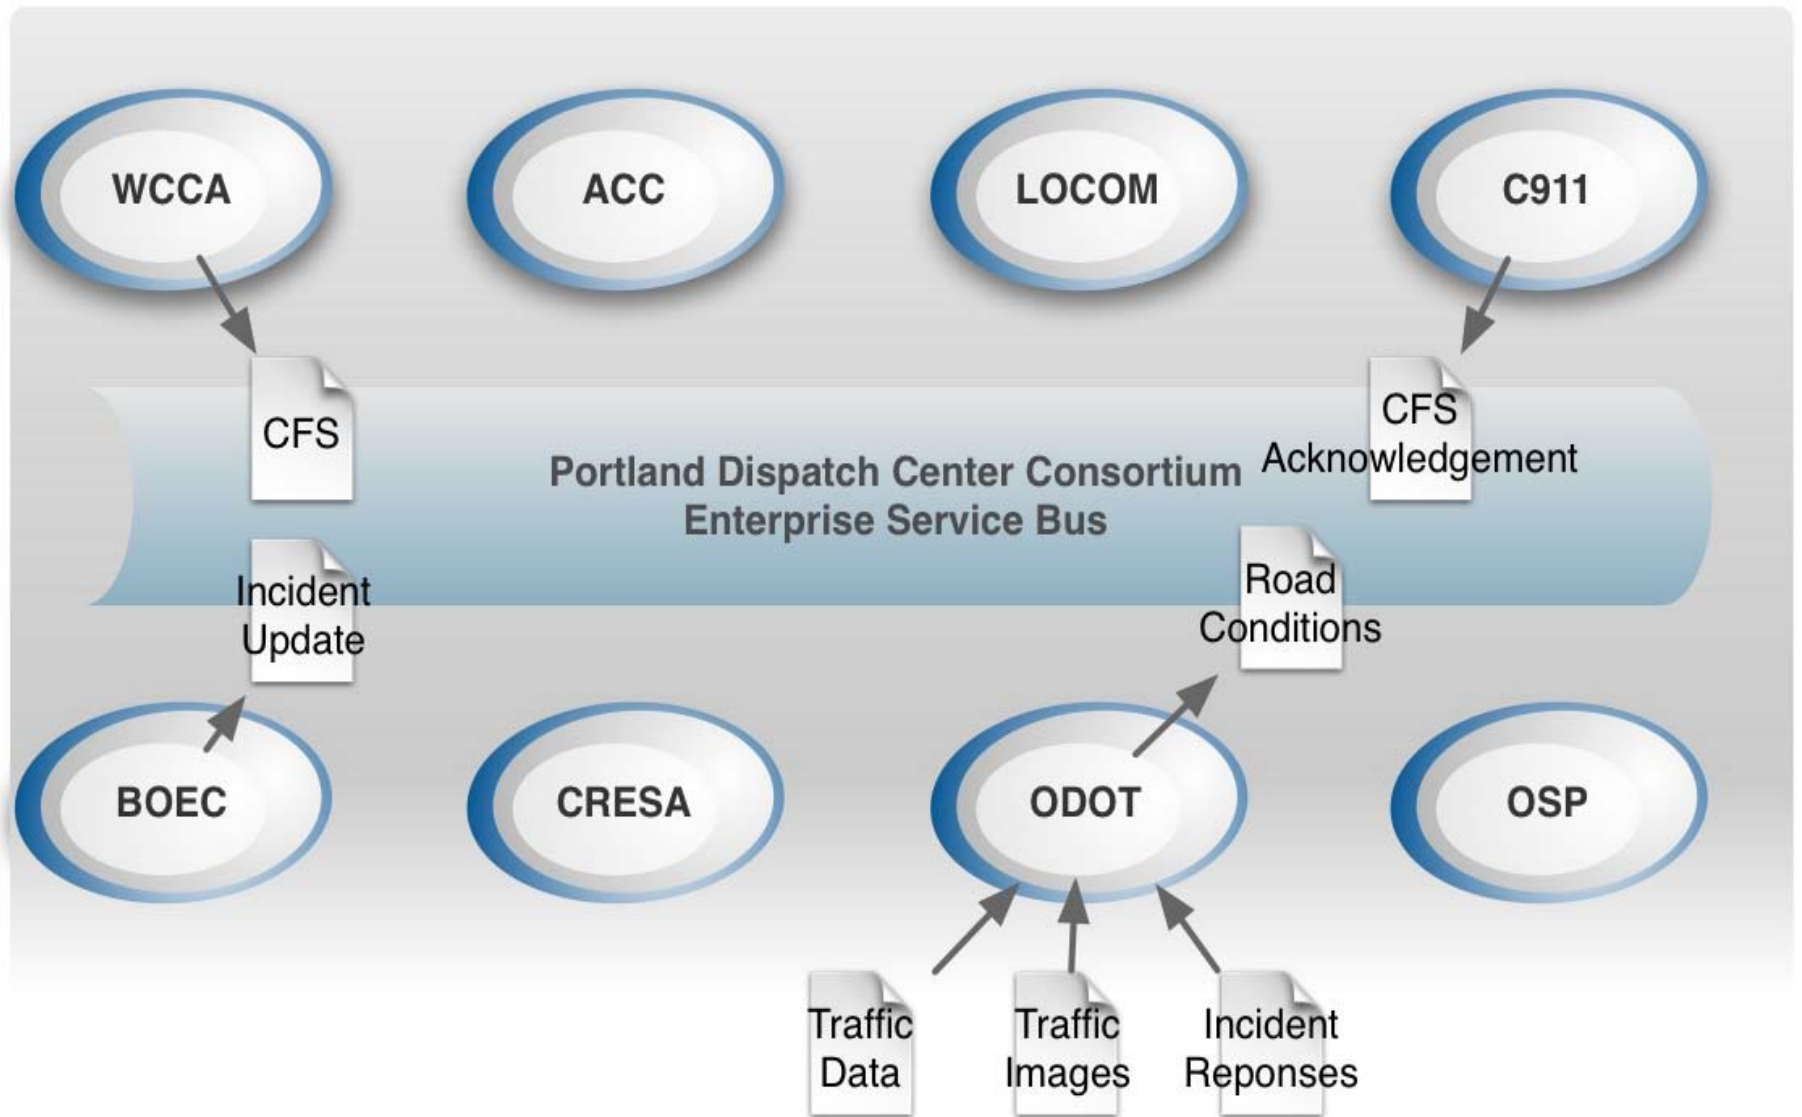 WCCA
ACC
LOCOM
C911
CFS
CFS
Acknowledgement
Portland Dispatch Center Consortium
Enterprise Service Bus
Incident
Update
Road
Conditions
BOEC
CRESA
ODOT
OSP
Traffic
Data
Traffic
Images
Incident
Reponses